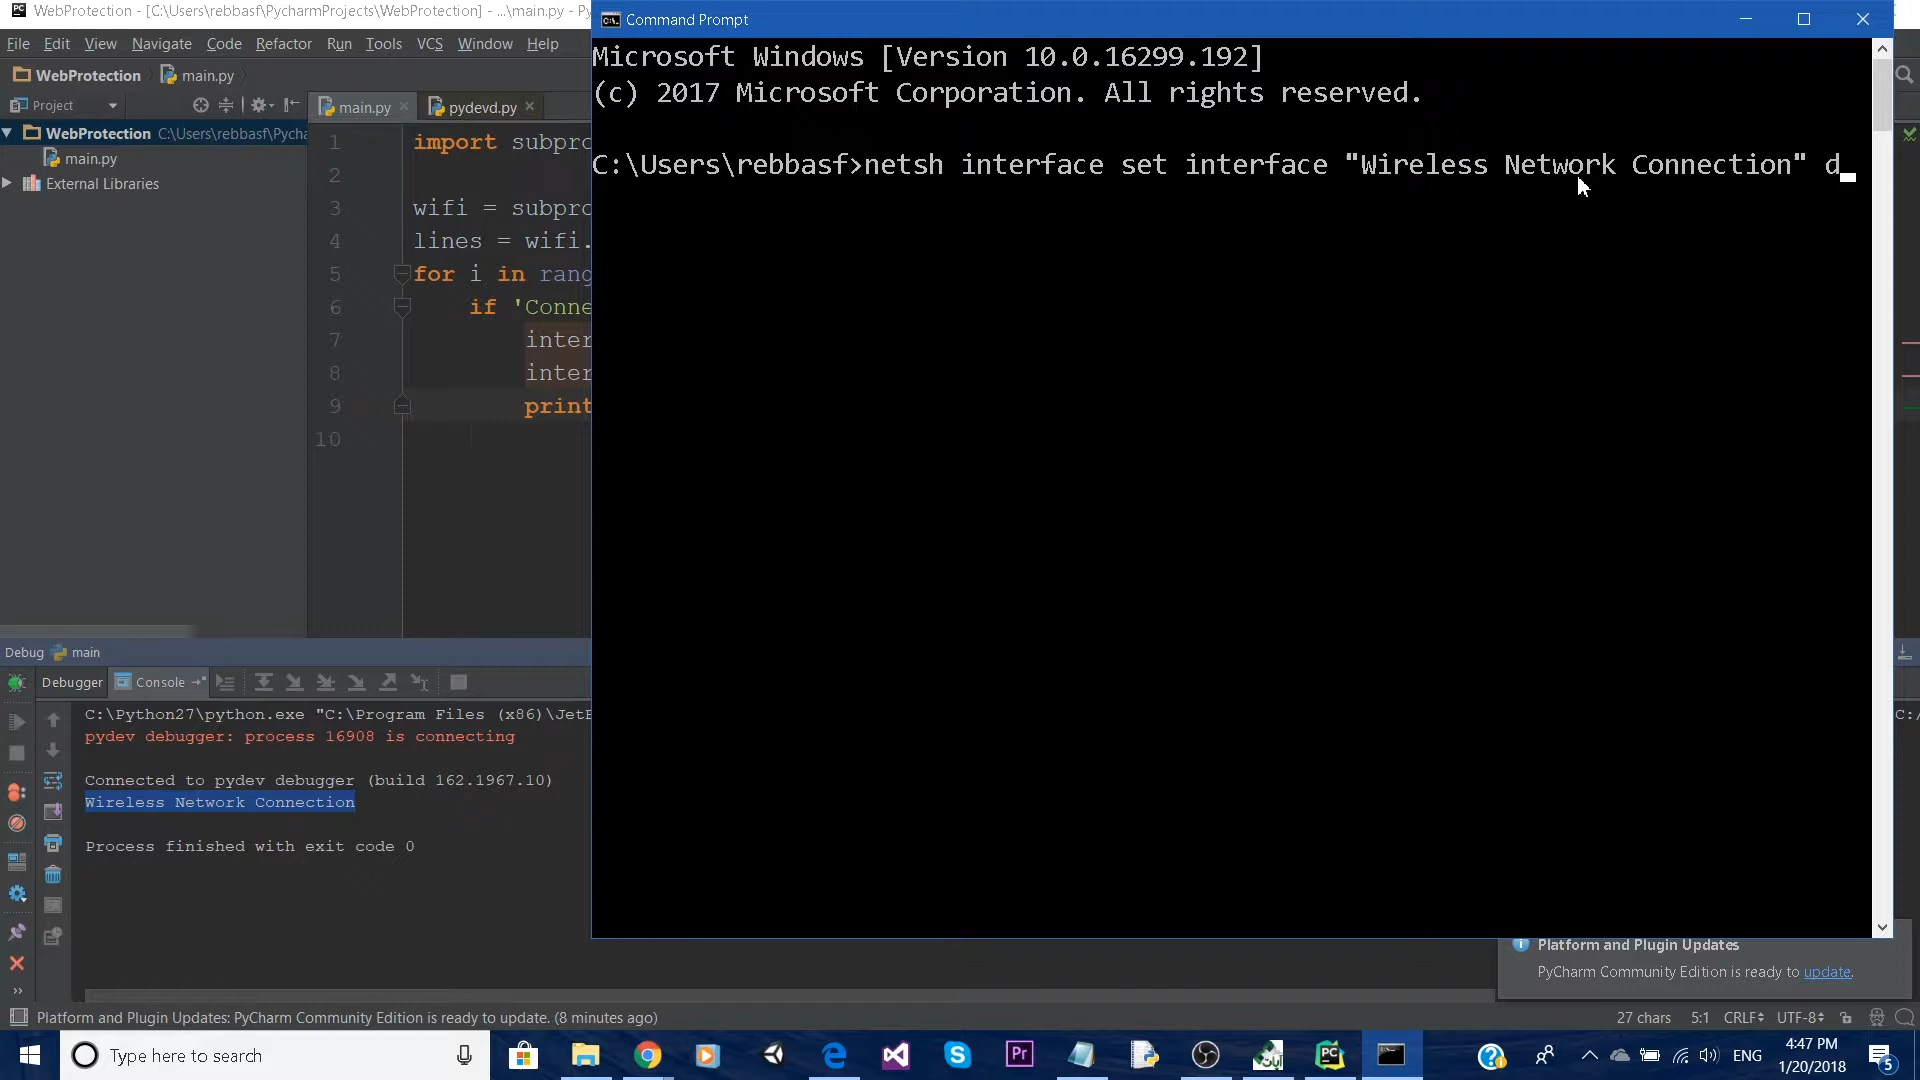 WebProtection - [C:\Users\rebbasf\PycharmProjects\WebProtection] - ...\main.py - Py
File Edit View Navigate Code Refactor Run Tools VCS Window Help
WebProtection main.py
Project
main.py pydevd.py
WebProtection C:\Users\rebbasf\Pycha
main.py
External Libraries
1 import subpro
2
3 wifi = subpro
4 lines = wifi.
5 for i in rang
6 if 'Conne
7 inter
8 inter
9 print
10
Command Prompt
Microsoft Windows [Version 10.0.16299.192]
(c) 2017 Microsoft Corporation. All rights reserved.
C:\Users\rebbasf>netsh interface set interface "Wireless Network Connection" d
Debug main
Debugger Console
C:\Python27\python.exe "C:\Program Files (x86)\JetB
C:/
pydev debugger: process 16908 is connecting
Connected to pydev debugger (build 162.1967.10)
Wireless Network Connection
Process finished with exit code 0
Platform and Plugin Updates
PyCharm Community Edition is ready to update.
Platform and Plugin Updates: PyCharm Community Edition is ready to update. (8 minutes ago)
27 chars 5:1 CRLF UTF-8
Type here to search
Pr
PC
ENG
4:47 PM
1/20/2018
5